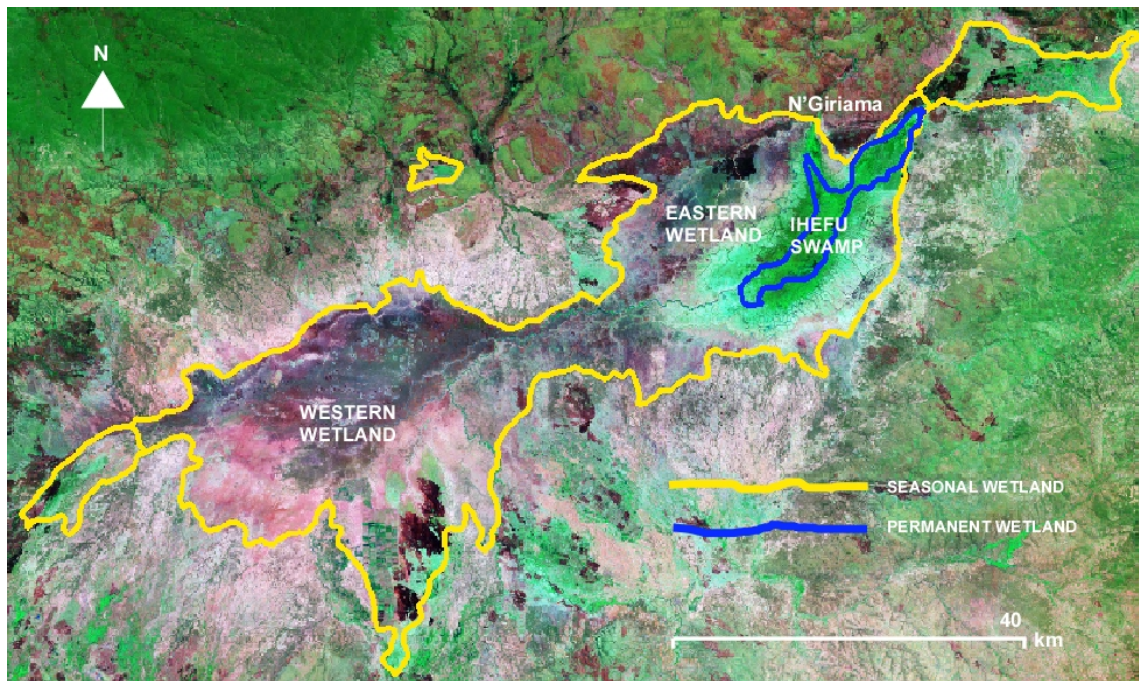 N
N'Giriama
EASTERN
WETLAND
IHEFU
SWAMP
WESTERN
WETLAND
SEASONAL WETLAND
PERMANENT WETLAND
40
km